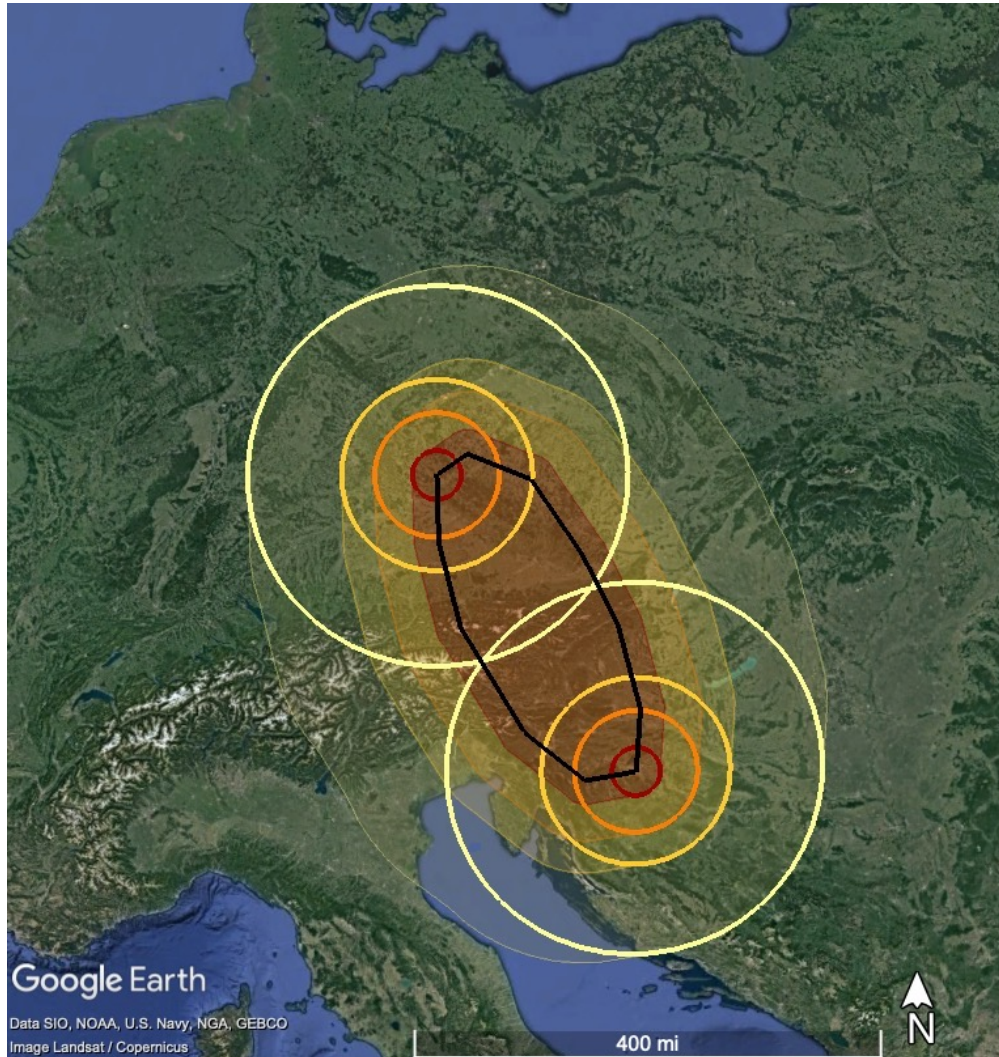 Google Earth
Data SIO, NOAA, U.S. Navy, NGA, GEBCO
Image Landsat / Copernicus
400 mi
N